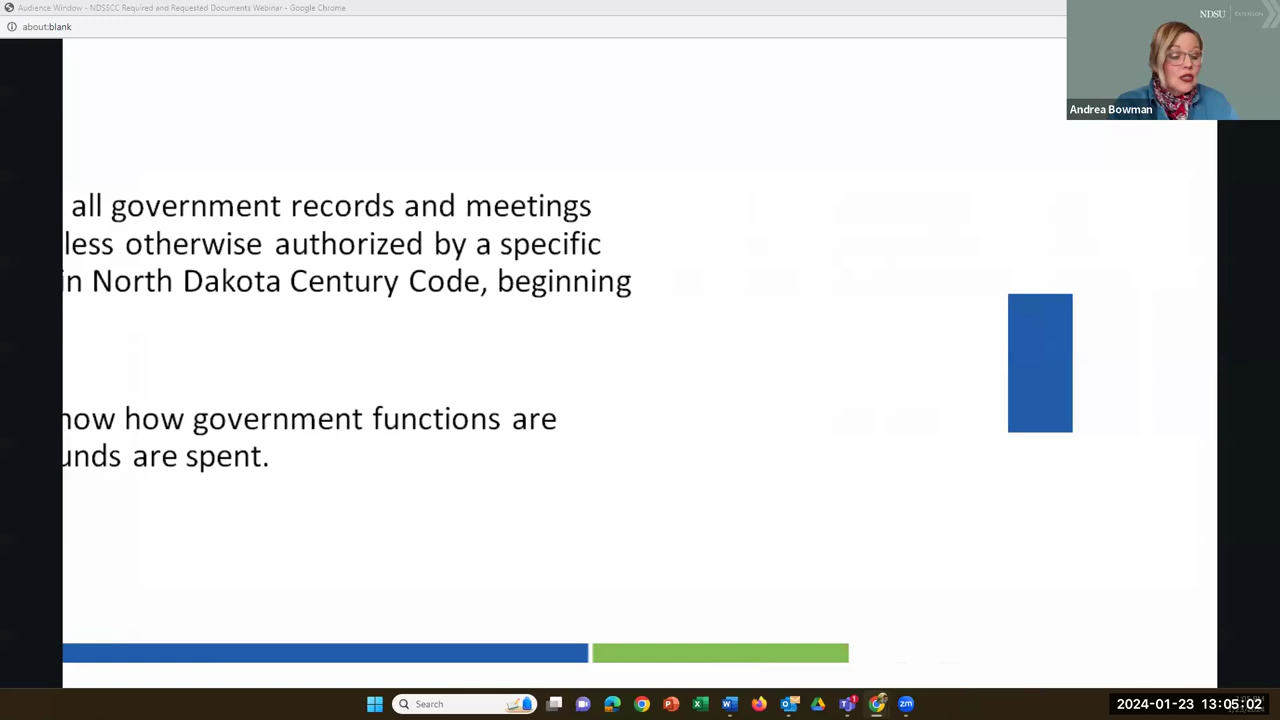 Audience Window - NDSSCC Required and Requested Documents Webinar - Google Chrome
about:blank
NDSU EXTENSION
Andrea Bowman
all government records and meetings
less otherwise authorized by a specific
in North Dakota Century Code, beginning
now how government functions are
unds are spent.
Search
2024-01-23 13:05:02